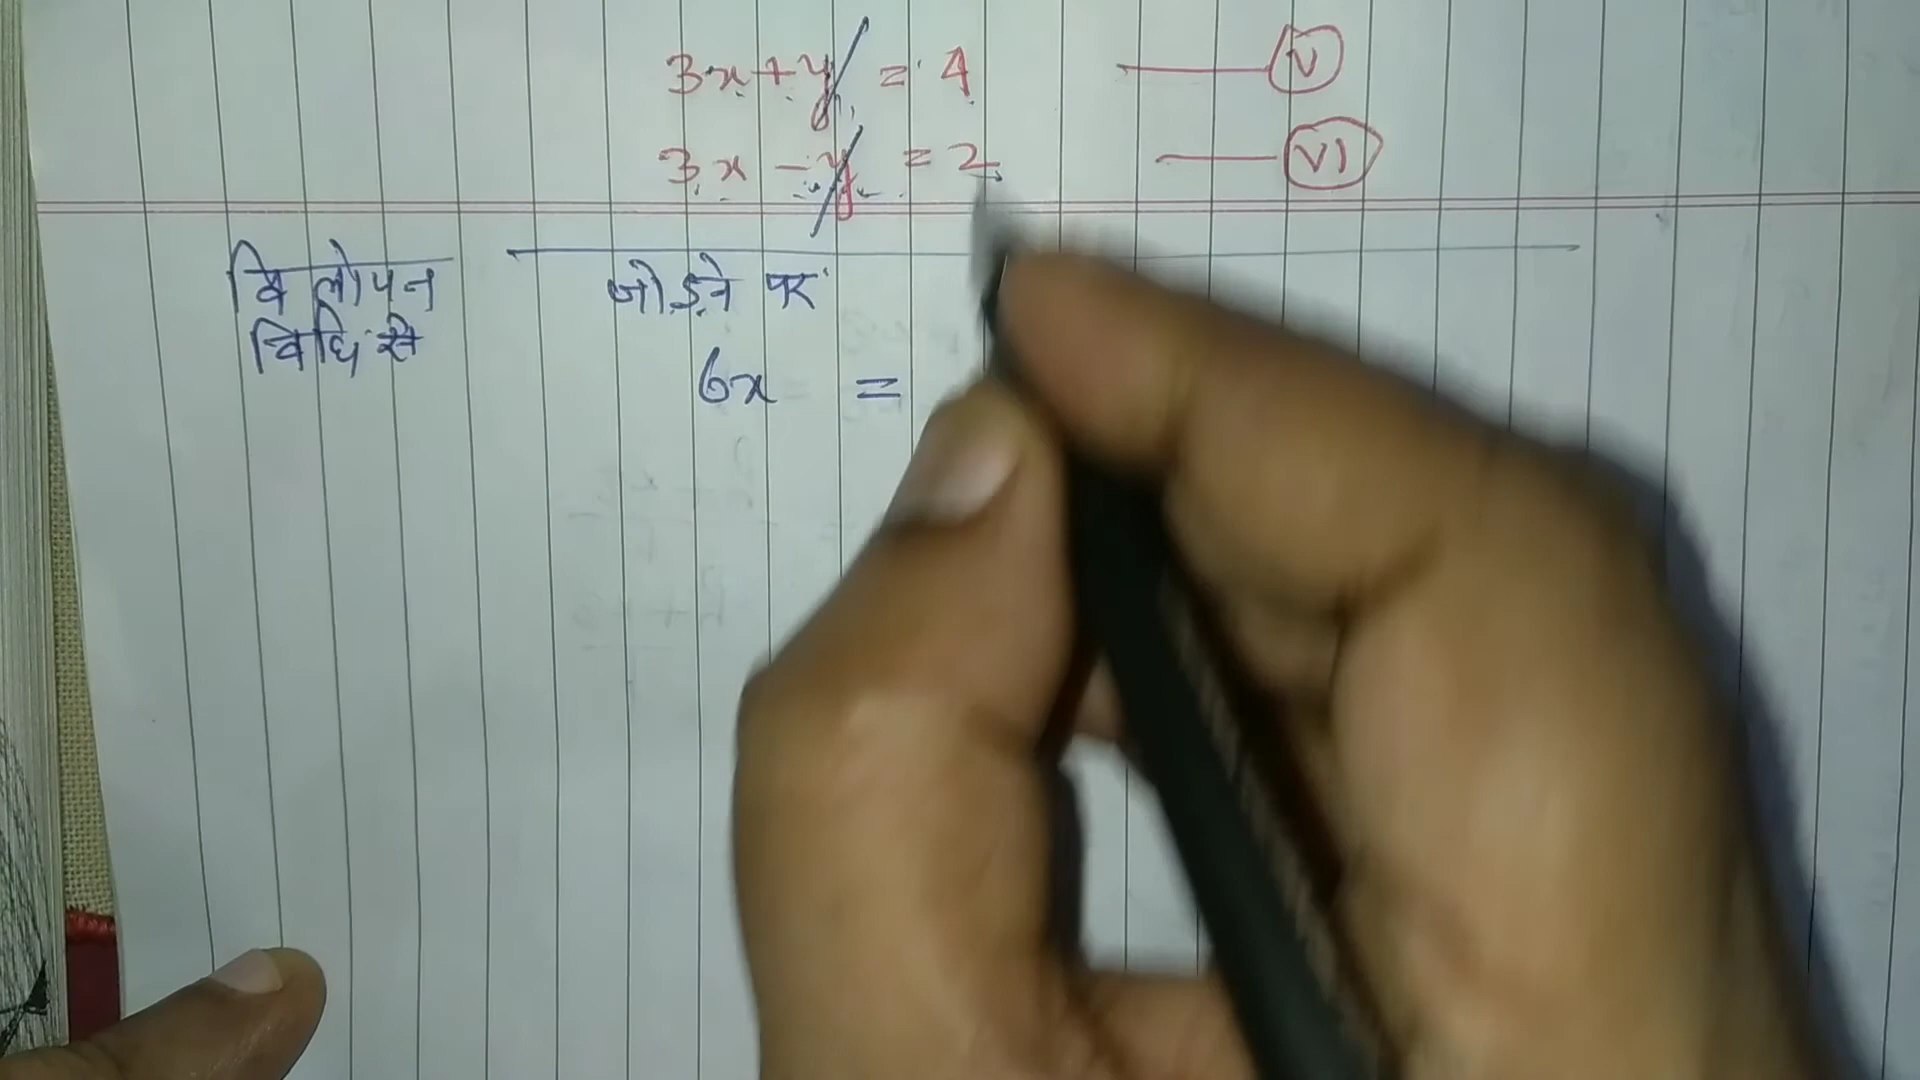 3x + y = 4 — V
3x - y = 2 — VI
विलोपन जोड़ने पर
विधि से
6x =